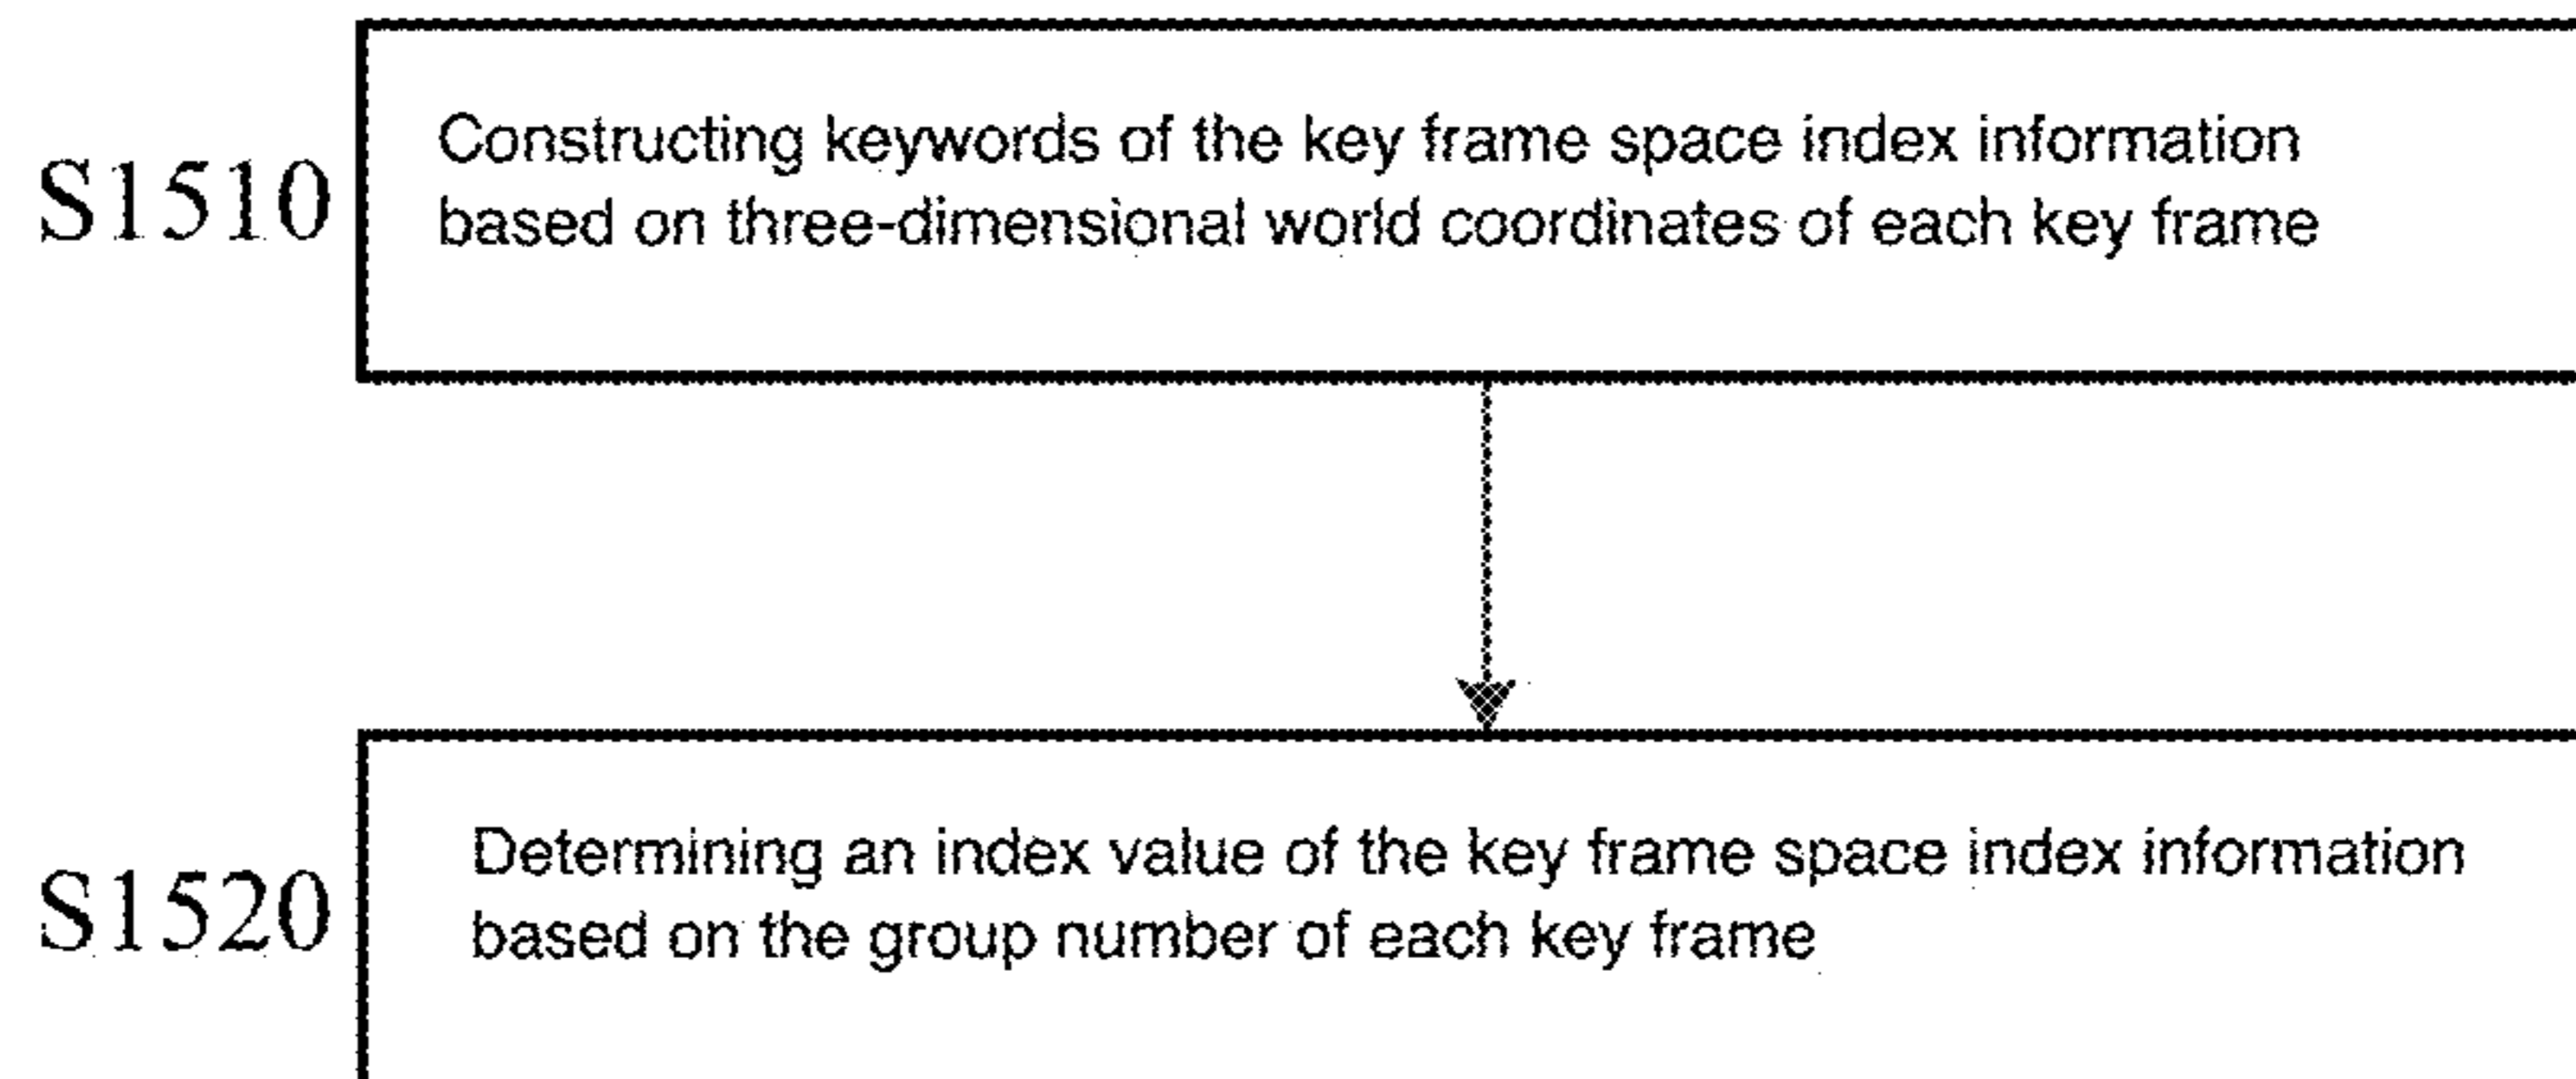 S1510
Constructing keywords of the key frame space index information
based on three-dimensional world coordinates of each key frame
S1520
Determining an index value of the key frame space index information
based on the group number of each key frame